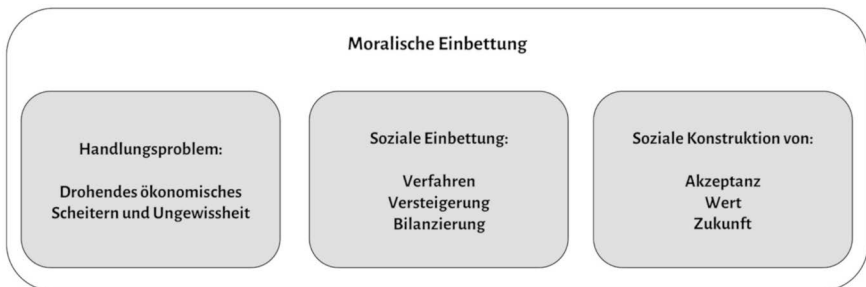 Moralische Einbettung
Handlungsproblem:
Drohendes ökonomisches
Scheitern und Ungewissheit
Soziale Einbettung:
Verfahren
Versteigerung
Bilanzierung
Soziale Konstruktion von:
Akzeptanz
Wert
Zukunft